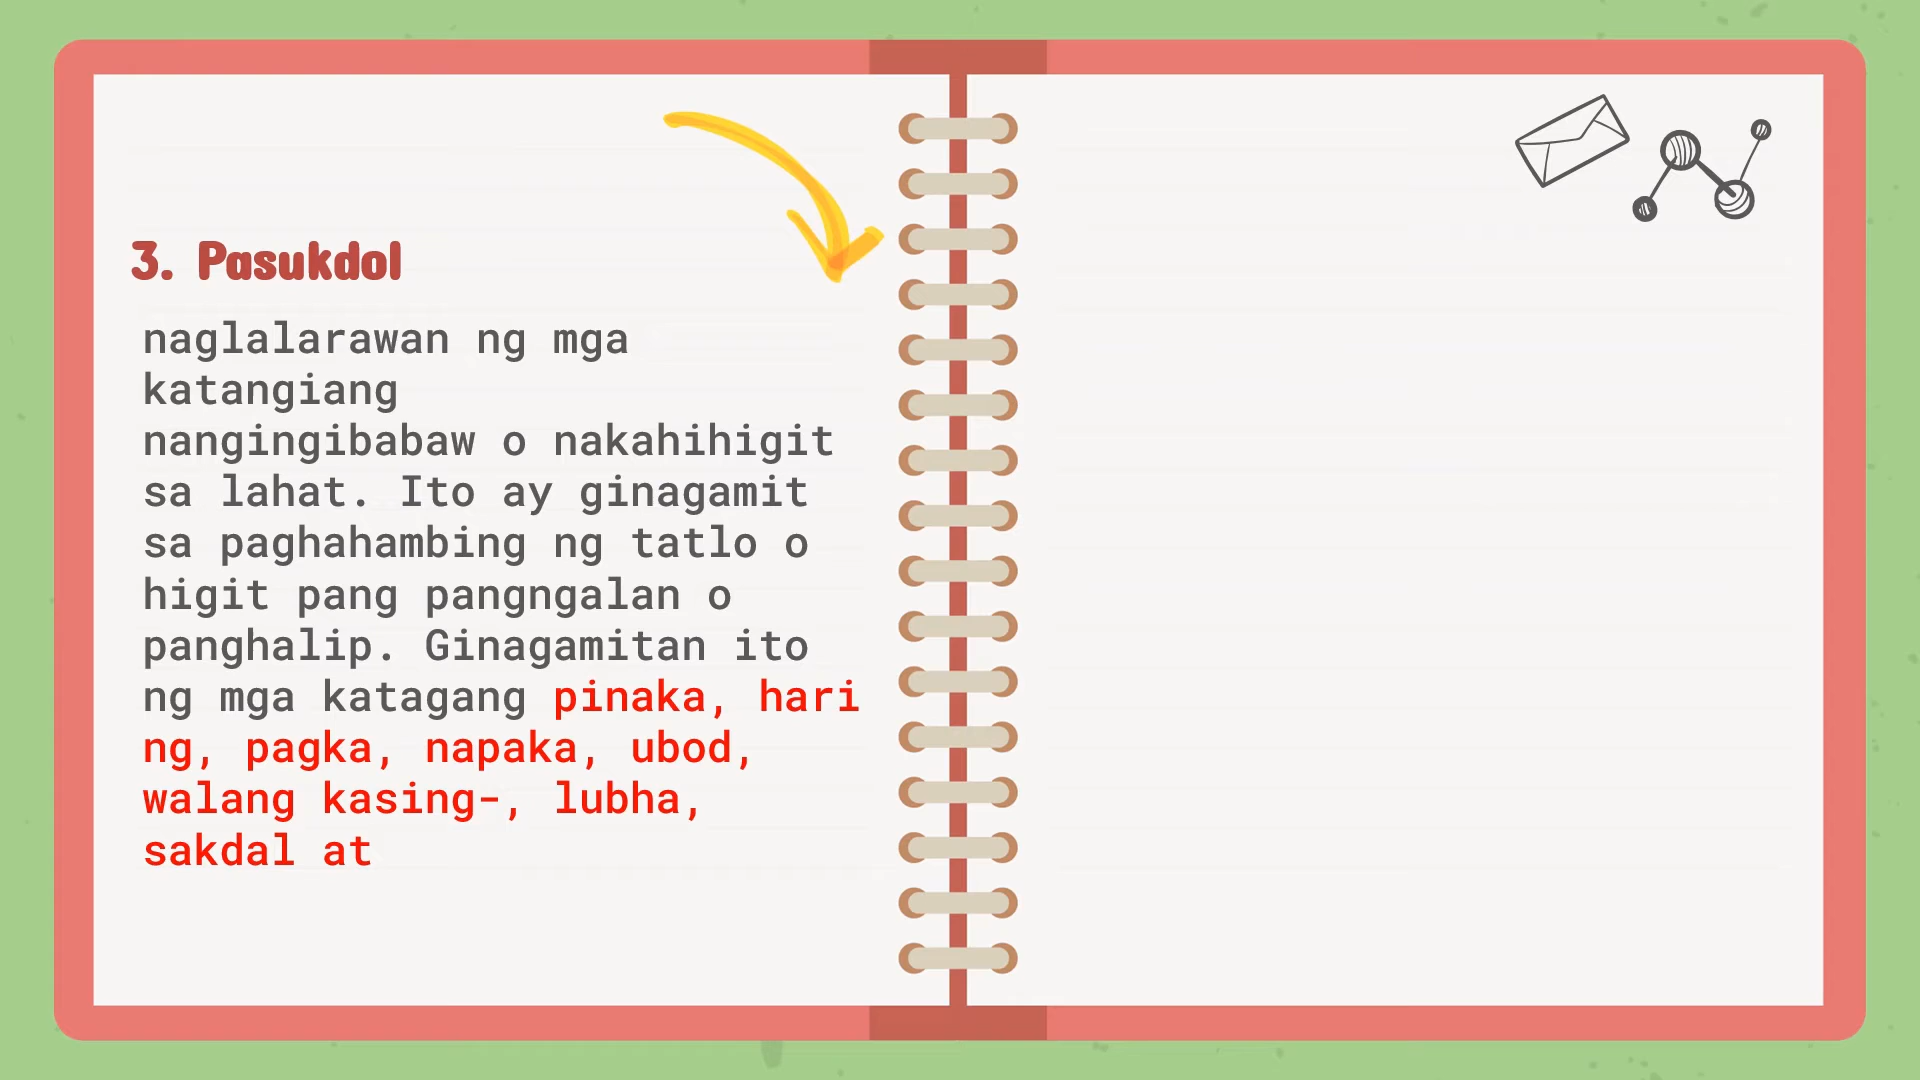 3. Pasukdol
naglalarawan ng mga
katangiang
nangingibabaw o nakahihigit
sa lahat. Ito ay ginagamit
sa paghahambing ng tatlo o
higit pang pangngalan o
panghalip. Ginagamitan ito
ng mga katagang pinaka, hari
ng, pagka, napaka, ubod,
walang kasing-, lubha,
sakdal at